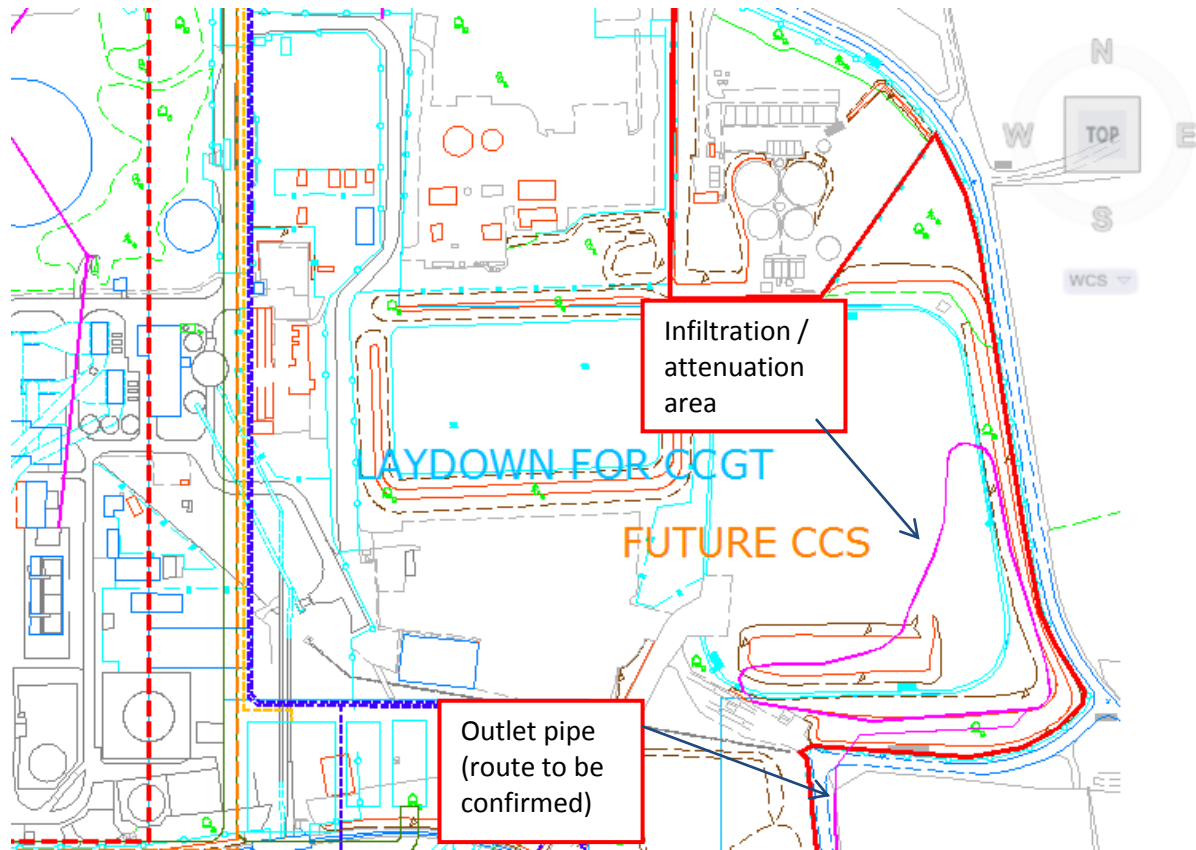 N
W
TOP
E
S
WCS
Infiltration /
attenuation
area
LAYDOWN FOR CCGT
FUTURE CCS
Outlet pipe
(route to be
confirmed)